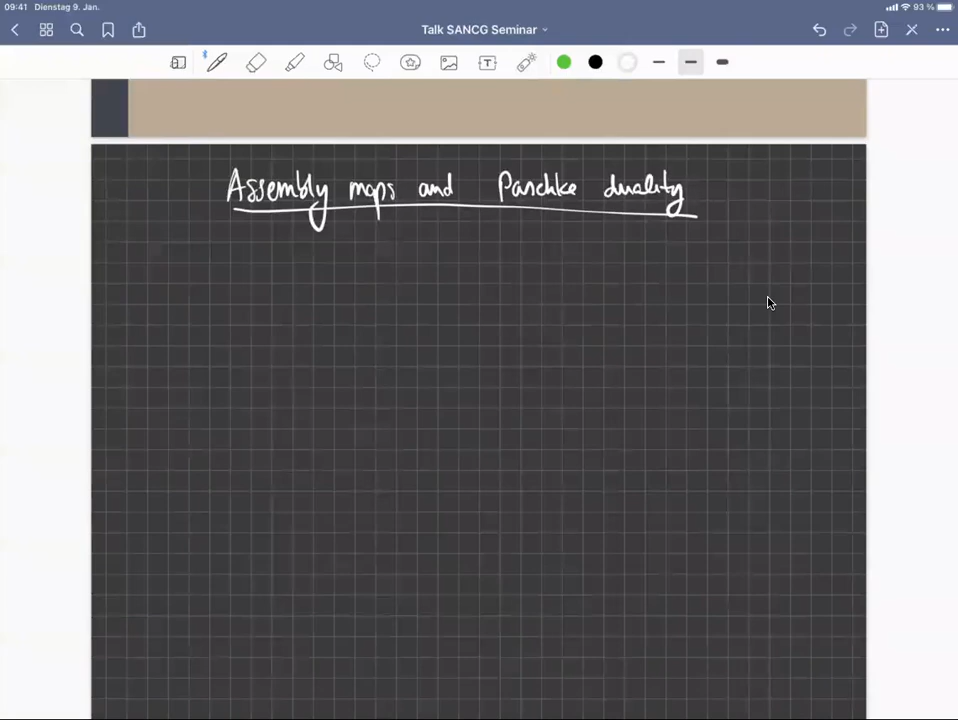 09:41 Dienstag 9. Jan. 93 %
Talk SANCG Seminar
Assembly maps and Paschke duality